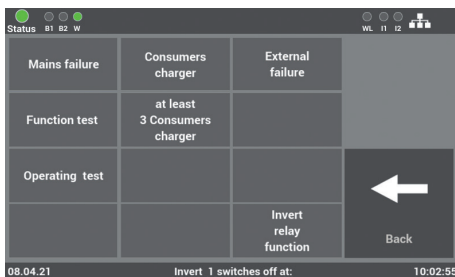 Status B1 B2 W WL I1 I2
Mains failure
Consumers
charger
External
failure
Function test
at least
3 Consumers
charger
Operating test
Invert
relay
function
Back
08.04.21 Invert 1 switches off at: 10:02:55